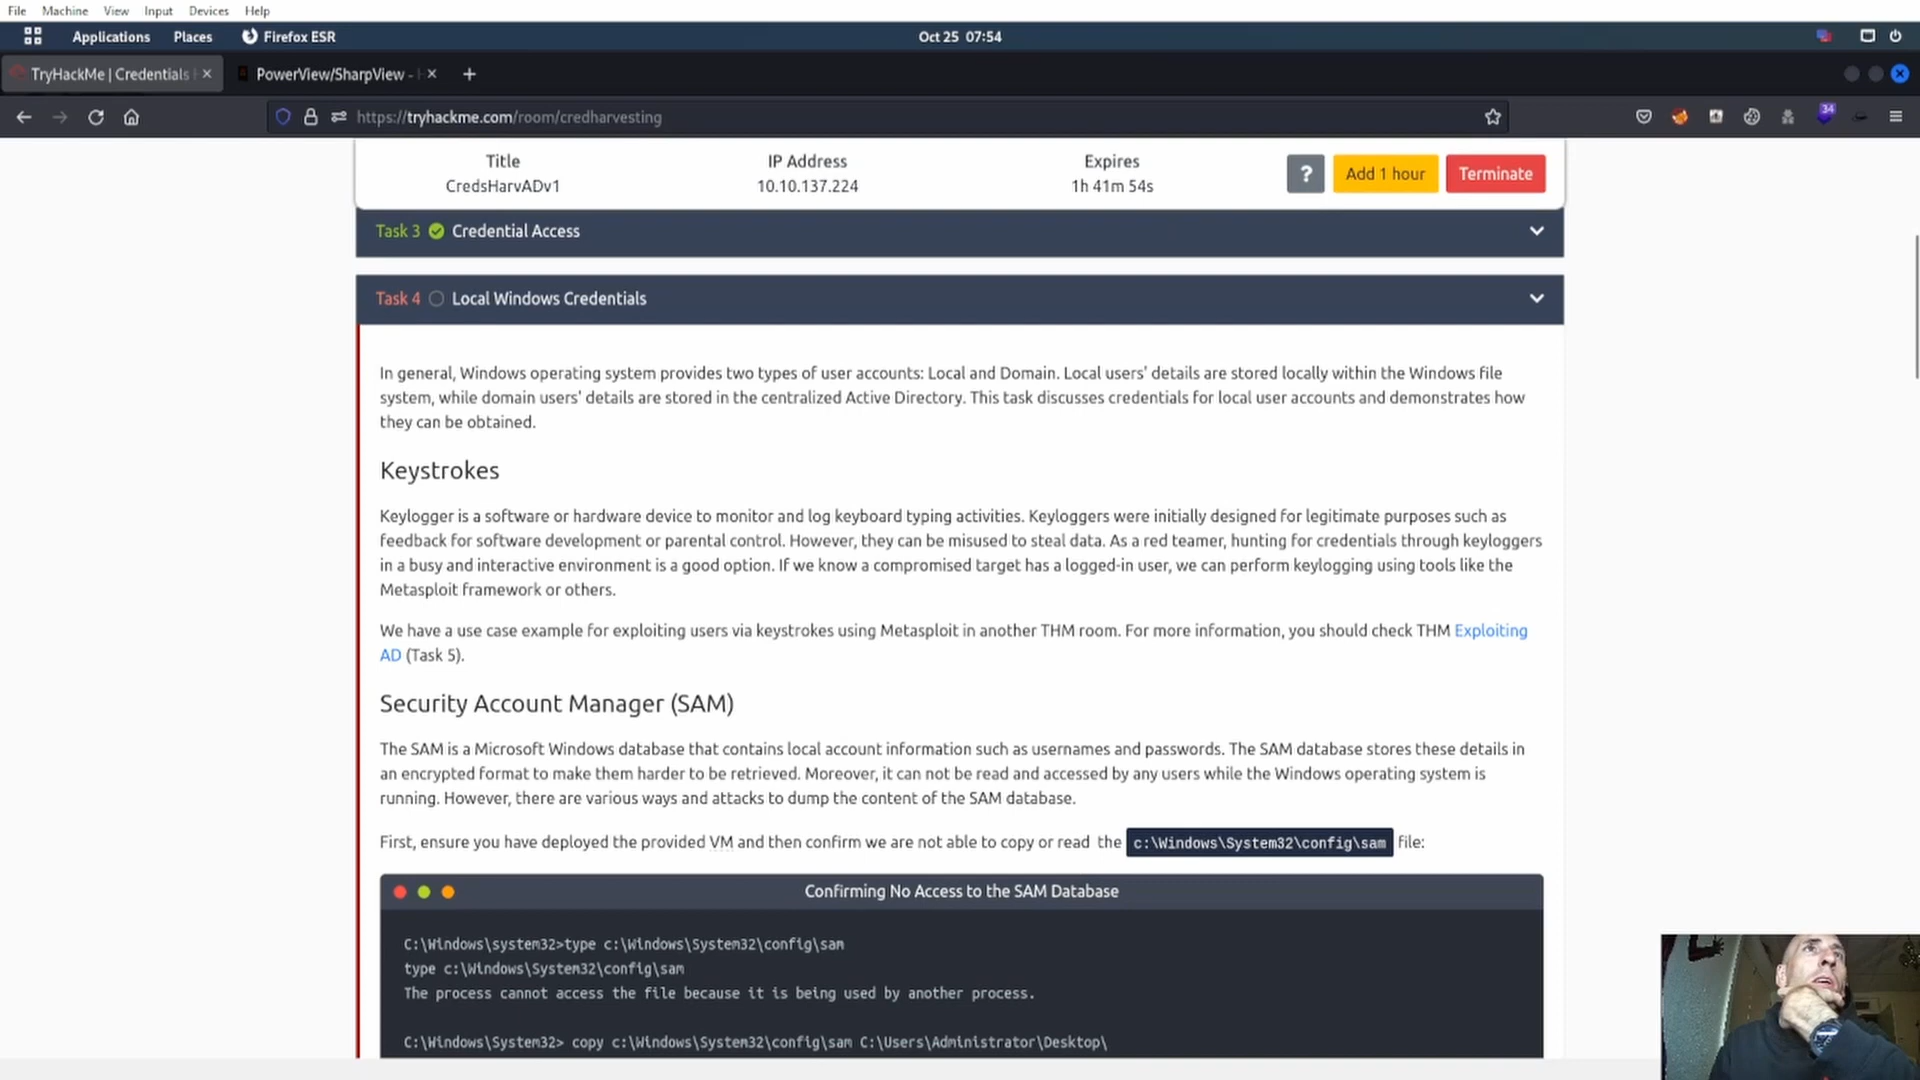 File Machine View Input Devices Help
Applications Places Firefox ESR Oct 25 07:54
TryHackMe | Credentials PowerView/SharpView -
https://tryhackme.com/room/credharvesting 34
Title IP Address Expires
CredsHarvADv1 10.10.137.224 1h 41m 54s ? Add 1 hour Terminate
Task 3 Credential Access
Task 4 Local Windows Credentials
In general, Windows operating system provides two types of user accounts: Local and Domain. Local users' details are stored locally within the Windows file
system, while domain users' details are stored in the centralized Active Directory. This task discusses credentials for local user accounts and demonstrates how
they can be obtained.
Keystrokes
Keylogger is a software or hardware device to monitor and log keyboard typing activities. Keyloggers were initially designed for legitimate purposes such as
feedback for software development or parental control. However, they can be misused to steal data. As a red teamer, hunting for credentials through keyloggers
in a busy and interactive environment is a good option. If we know a compromised target has a logged-in user, we can perform keylogging using tools like the
Metasploit framework or others.
We have a use case example for exploiting users via keystrokes using Metasploit in another THM room. For more information, you should check THM Exploiting
AD (Task 5).
Security Account Manager (SAM)
The SAM is a Microsoft Windows database that contains local account information such as usernames and passwords. The SAM database stores these details in
an encrypted format to make them harder to be retrieved. Moreover, it can not be read and accessed by any users while the Windows operating system is
running. However, there are various ways and attacks to dump the content of the SAM database.
First, ensure you have deployed the provided VM and then confirm we are not able to copy or read the c:\Windows\System32\config\sam file:
Confirming No Access to the SAM Database
C:\Windows\system32>type c:\Windows\System32\config\sam
type c:\Windows\System32\config\sam
The process cannot access the file because it is being used by another process.
C:\Windows\System32> copy c:\Windows\System32\config\sam C:\Users\Administrator\Desktop\